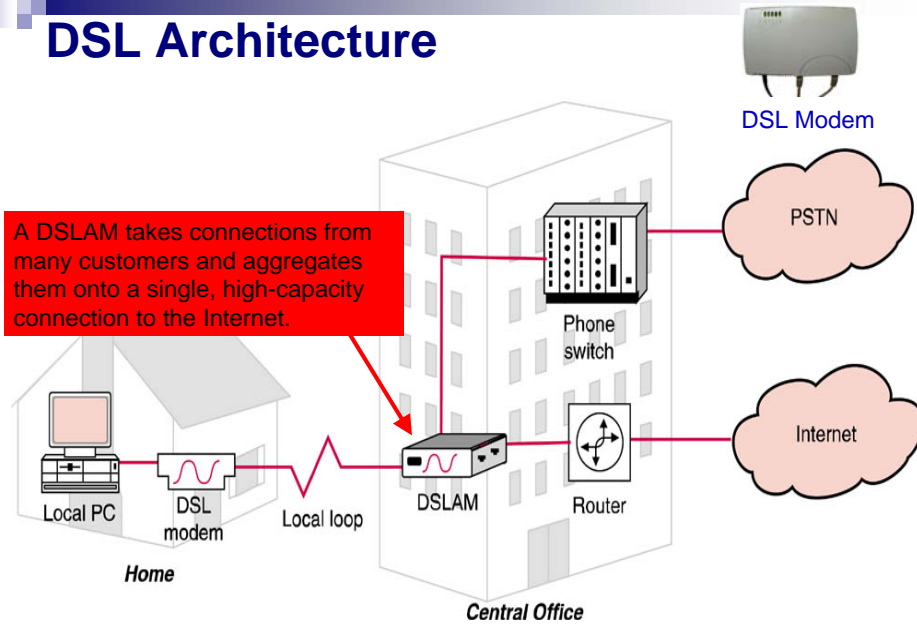 DSL Architecture
DSL Modem
PSTN
A DSLAM takes connections from
many customers and aggregates
them onto a single, high-capacity
connection to the Internet.
Phone
switch
Internet
Local PC
DSL
modem
Local loop
DSLAM
Router
Home
Central Office